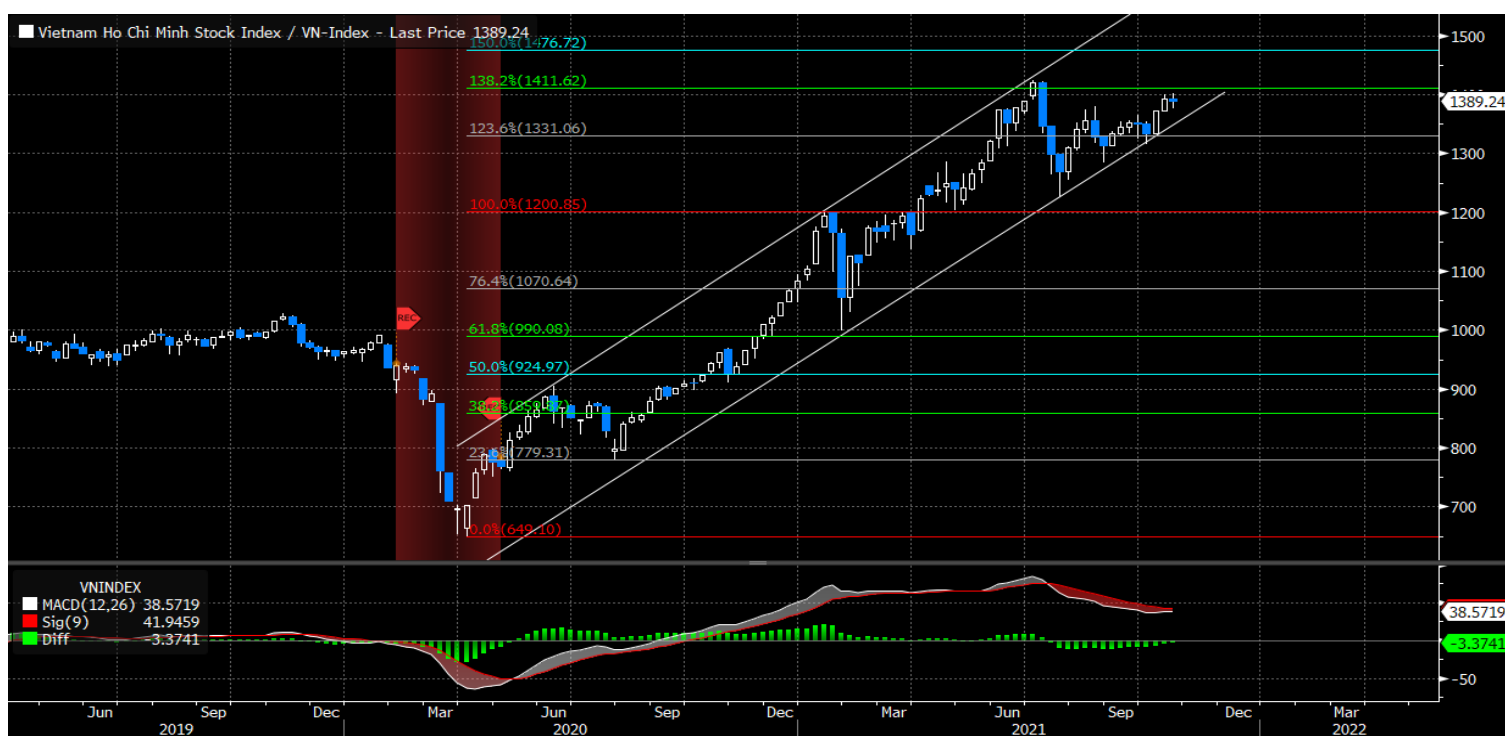 Vietnam Ho Chi Minh Stock Index / VN-Index - Last Price 1389.24
150.0%(1476.72)
138.2%(1411.62)
123.6%(1331.06)
100.0%(1200.85)
76.4%(1070.64)
REC
61.8%(990.08)
50.0%(924.97)
38.2%(859.87)
23.6%(779.31)
0.0%(649.10)
1500
1389.24
1300
1200
1100
1000
900
800
700
VNINDEX
MACD(12,26) 38.5719
Sig(9) 41.9459
Diff -3.3741
38.5719
-3.3741
-50
Jun Sep Dec Mar Jun Sep Dec Mar Jun Sep Dec Mar
2019 2020 2021 2022